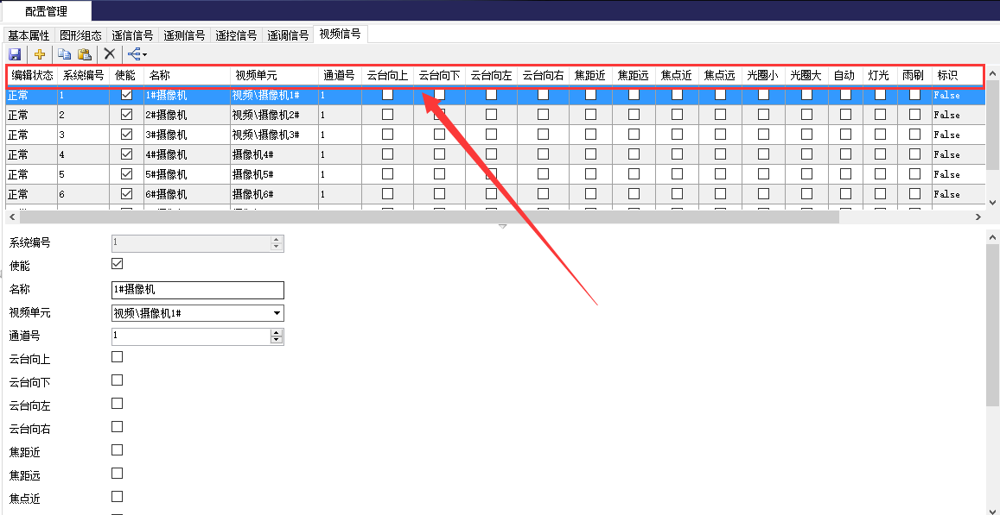 配置管理
基本属性 图形组态 遥信信号 遥测信号 遥控信号 遥调信号 视频信号
编辑状态 系统编号 使能 名称 视频单元 通道号 云台向上 云台向下 云台向左 云台向右 焦距近 焦距远 焦点近 焦点远 光圈小 光圈大 自动 灯光 雨刷 标识
正常 1 1#摄像机 视频\摄像机1# 1 False
正常 2 2#摄像机 视频\摄像机2# 1 False
正常 3 3#摄像机 视频\摄像机3# 1 False
正常 4 4#摄像机 摄像机4# 1 False
正常 5 5#摄像机 摄像机5# 1 False
正常 6 6#摄像机 摄像机6# 1 False
系统编号 1
使能
名称 1#摄像机
视频单元 视频\摄像机1#
通道号 1
云台向上
云台向下
云台向左
云台向右
焦距近
焦距远
焦点近